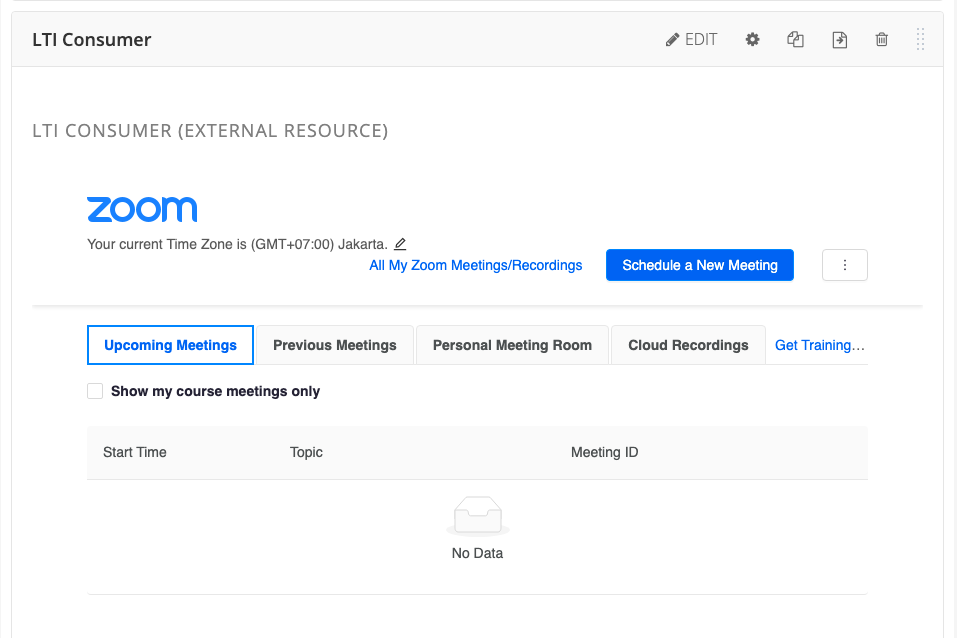 LTI Consumer
EDIT
LTI CONSUMER (EXTERNAL RESOURCE)
zoom
Your current Time Zone is (GMT+07:00) Jakarta.
All My Zoom Meetings/Recordings
Schedule a New Meeting
Upcoming Meetings
Previous Meetings
Personal Meeting Room
Cloud Recordings
Get Training…
Show my course meetings only
Start Time
Topic
Meeting ID
No Data